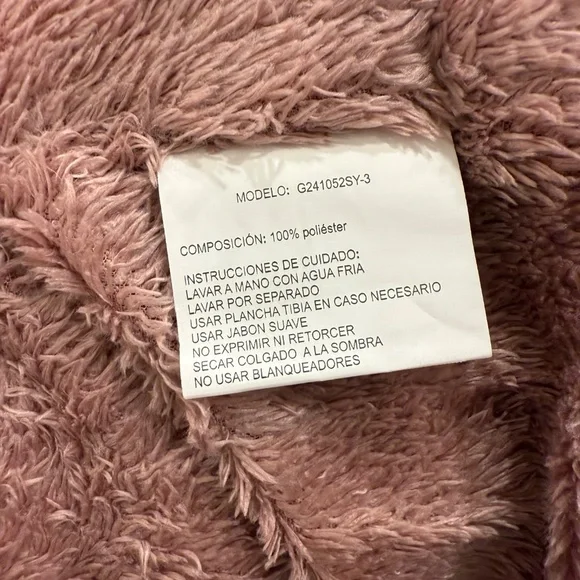 MODELO: G241052SY-3
COMPOSICIÓN: 100% poliéster
INSTRUCCIONES DE CUIDADO:
LAVAR A MANO CON AGUA FRIA
LAVAR POR SEPARADO
USAR PLANCHA TIBIA EN CASO NECESARIO
USAR JABON SUAVE
NO EXPRIMIR NI RETORCER
SECAR COLGADO A LA SOMBRA
NO USAR BLANQUEADORES